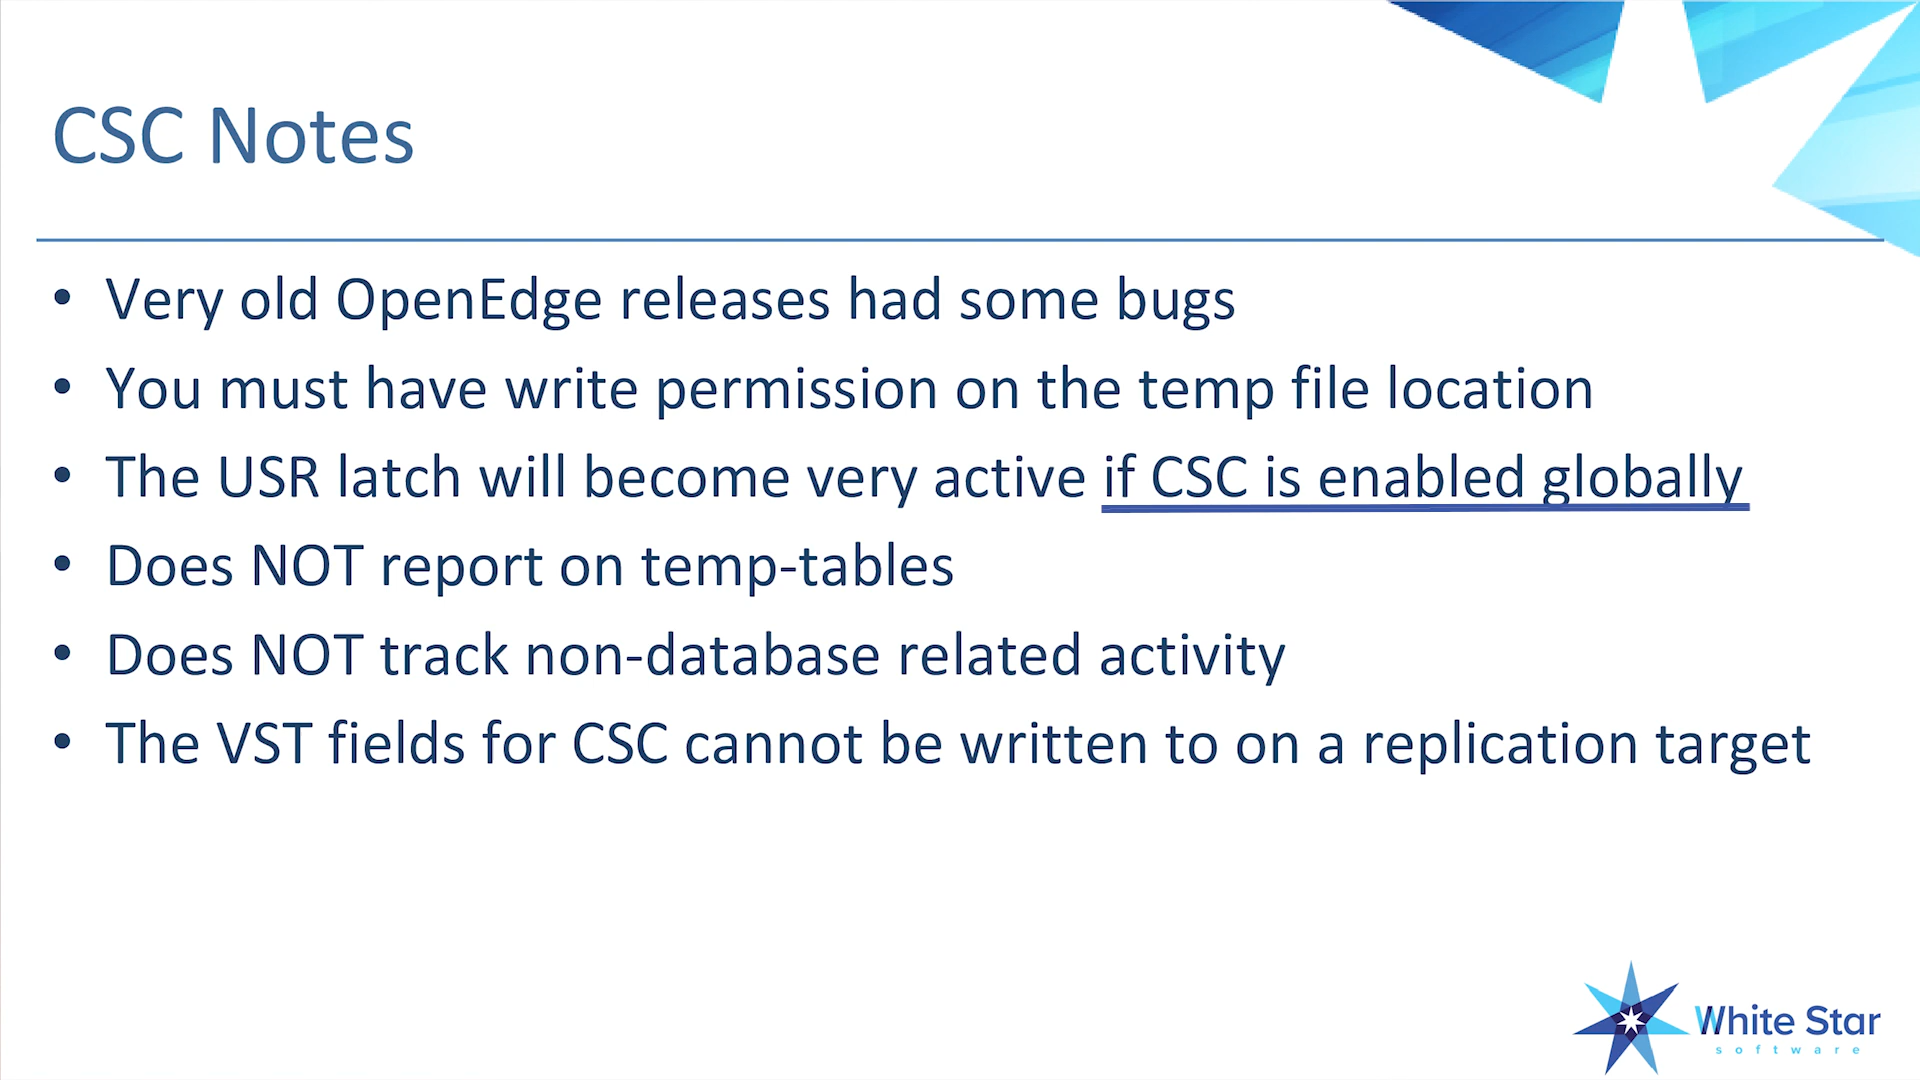 CSC Notes
• Very old OpenEdge releases had some bugs
• You must have write permission on the temp file location
• The USR latch will become very active if CSC is enabled globally
• Does NOT report on temp-tables
• Does NOT track non-database related activity
• The VST fields for CSC cannot be written to on a replication target
White Star
software